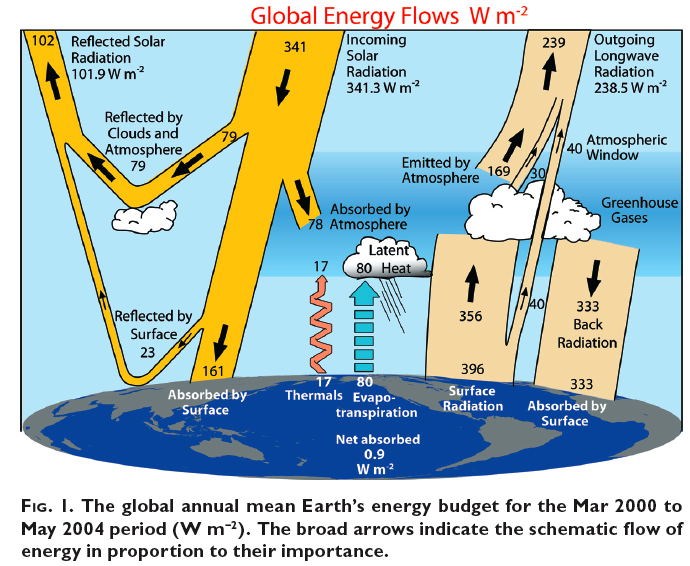 Global Energy Flows W m-2
102
Reflected Solar
Radiation
101.9 W m-2
341
Incoming
Solar
Radiation
341.3 W m-2
239
Outgoing
Longwave
Radiation
238.5 W m-2
Reflected by
Clouds and
Atmosphere
79
79
Emitted by
Atmosphere
169
30
40
Atmospheric
Window
Greenhouse
Gases
Absorbed by
78 Atmosphere
17
Latent
80 Heat
Reflected by
Surface
23
161
Absorbed by
Surface
17
Thermals
80
Evapo-
transpiration
356
40
396
Surface
Radiation
333
Back
Radiation
333
Absorbed by
Surface
Net absorbed
0.9
W m-2
Fig. 1. The global annual mean Earth’s energy budget for the Mar 2000 to
May 2004 period (W m–2). The broad arrows indicate the schematic flow of
energy in proportion to their importance.